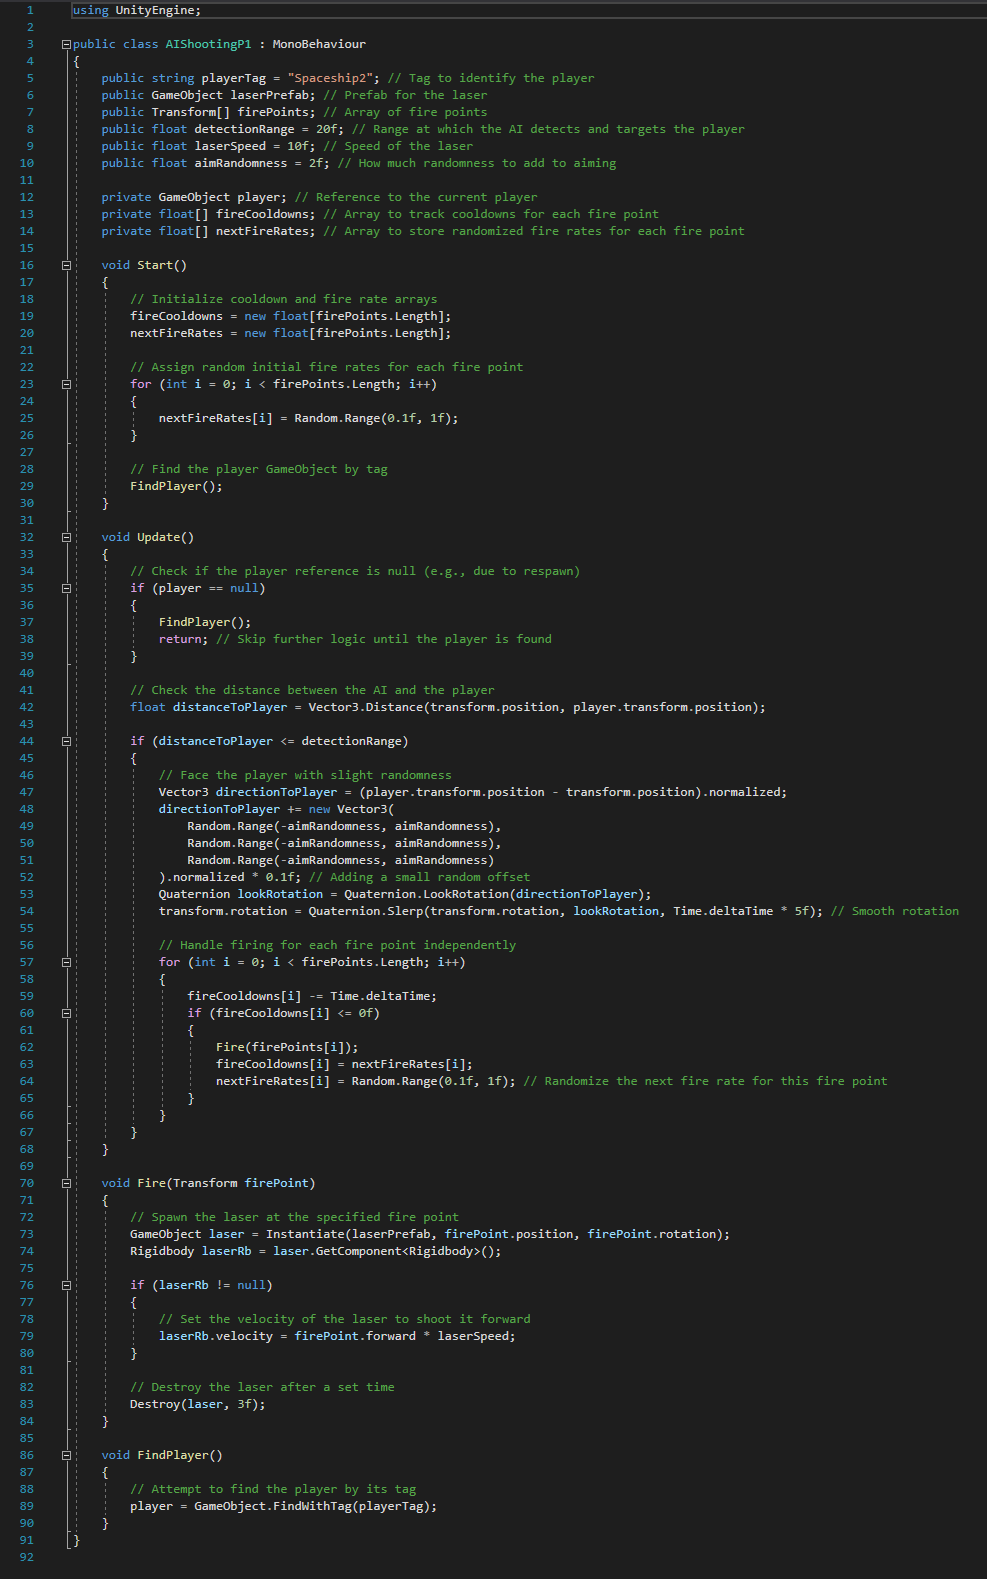 1 using UnityEngine;
2
3 public class AIShootingP1 : MonoBehaviour
4 {
5 public string playerTag = "Spaceship2"; // Tag to identify the player
6 public GameObject laserPrefab; // Prefab for the laser
7 public Transform[] firePoints; // Array of fire points
8 public float detectionRange = 20f; // Range at which the AI detects and targets the player
9 public float laserSpeed = 10f; // Speed of the laser
10 public float aimRandomness = 2f; // How much randomness to add to aiming
11
12 private GameObject player; // Reference to the current player
13 private float[] fireCooldowns; // Array to track cooldowns for each fire point
14 private float[] nextFireRates; // Array to store randomized fire rates for each fire point
15
16 void Start()
17 {
18 // Initialize cooldown and fire rate arrays
19 fireCooldowns = new float[firePoints.Length];
20 nextFireRates = new float[firePoints.Length];
21
22 // Assign random initial fire rates for each fire point
23 for (int i = 0; i < firePoints.Length; i++)
24 {
25 nextFireRates[i] = Random.Range(0.1f, 1f);
26 }
27
28 // Find the player GameObject by tag
29 FindPlayer();
30 }
31
32 void Update()
33 {
34 // Check if the player reference is null (e.g., due to respawn)
35 if (player == null)
36 {
37 FindPlayer();
38 return; // Skip further logic until the player is found
39 }
40
41 // Check the distance between the AI and the player
42 float distanceToPlayer = Vector3.Distance(transform.position, player.transform.position);
43
44 if (distanceToPlayer <= detectionRange)
45 {
46 // Face the player with slight randomness
47 Vector3 directionToPlayer = (player.transform.position - transform.position).normalized;
48 directionToPlayer += new Vector3(
49 Random.Range(-aimRandomness, aimRandomness),
50 Random.Range(-aimRandomness, aimRandomness),
51 Random.Range(-aimRandomness, aimRandomness)
52 ).normalized * 0.1f; // Adding a small random offset
53 Quaternion lookRotation = Quaternion.LookRotation(directionToPlayer);
54 transform.rotation = Quaternion.Slerp(transform.rotation, lookRotation, Time.deltaTime * 5f); // Smooth rotation
55
56 // Handle firing for each fire point independently
57 for (int i = 0; i < firePoints.Length; i++)
58 {
59 fireCooldowns[i] -= Time.deltaTime;
60 if (fireCooldowns[i] <= 0f)
61 {
62 Fire(firePoints[i]);
63 fireCooldowns[i] = nextFireRates[i];
64 nextFireRates[i] = Random.Range(0.1f, 1f); // Randomize the next fire rate for this fire point
65 }
66 }
67 }
68 }
69
70 void Fire(Transform firePoint)
71 {
72 // Spawn the laser at the specified fire point
73 GameObject laser = Instantiate(laserPrefab, firePoint.position, firePoint.rotation);
74 Rigidbody laserRb = laser.GetComponent<Rigidbody>();
75
76 if (laserRb != null)
77 {
78 // Set the velocity of the laser to shoot it forward
79 laserRb.velocity = firePoint.forward * laserSpeed;
80 }
81
82 // Destroy the laser after a set time
83 Destroy(laser, 3f);
84 }
85
86 void FindPlayer()
87 {
88 // Attempt to find the player by its tag
89 player = GameObject.FindWithTag(playerTag);
90 }
91 }
92